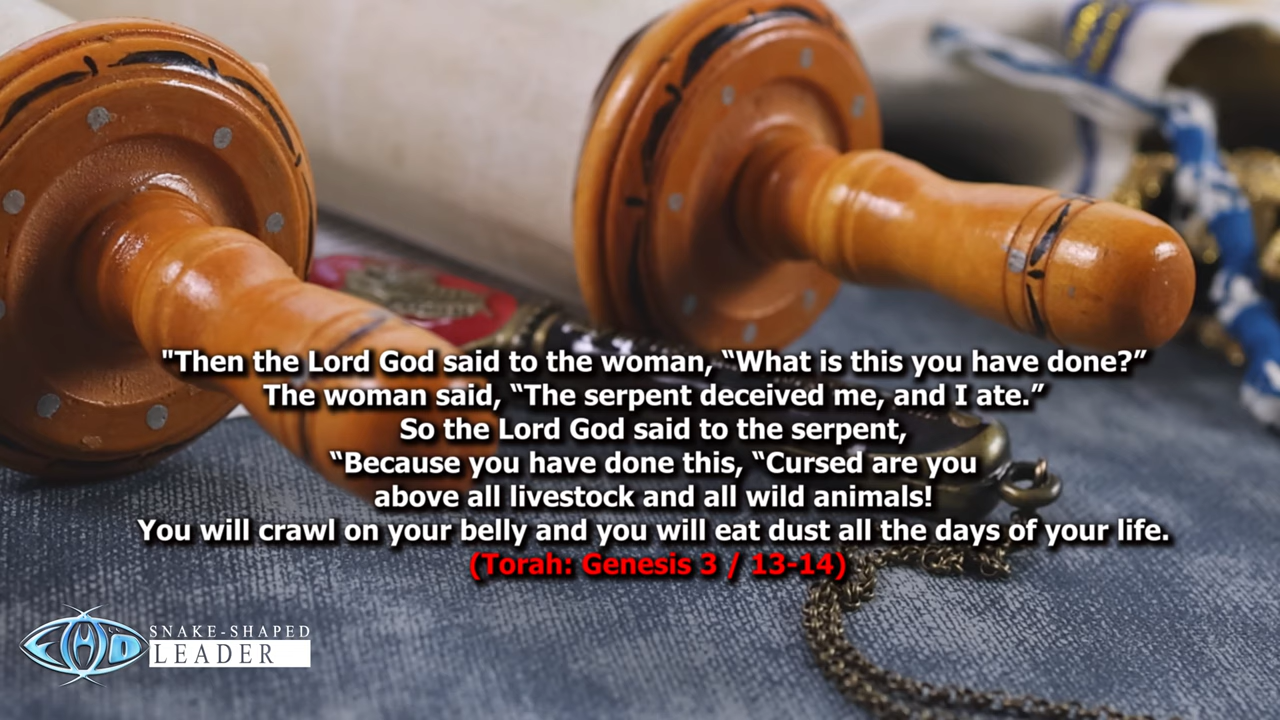 "Then the Lord God said to the woman, “What is this you have done?”
The woman said, “The serpent deceived me, and I ate.”
So the Lord God said to the serpent,
“Because you have done this, “Cursed are you
above all livestock and all wild animals!
You will crawl on your belly and you will eat dust all the days of your life.
(Torah: Genesis 3 / 13-14)
SNAKE-SHAPED
LEADER